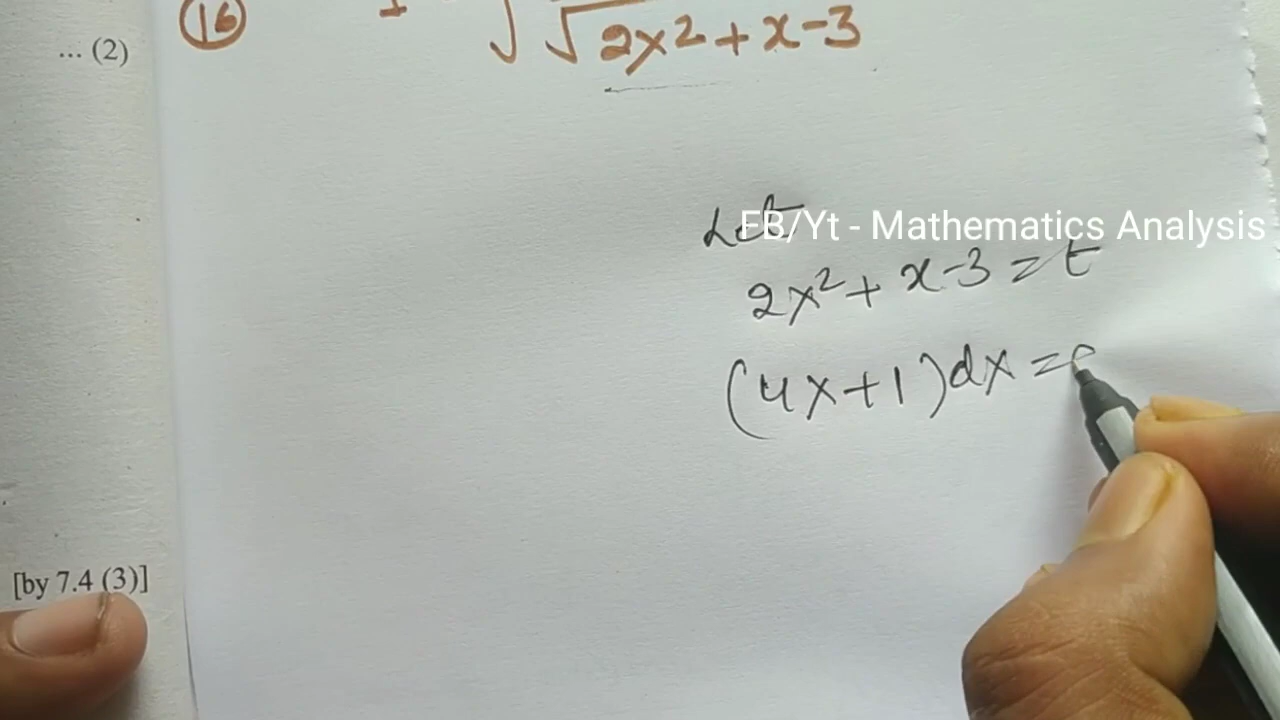 ... (2)
16
√2x²+x-3
Let
FB/Yt - Mathematics Analysis
2x²+x-3=t
(4x+1)dx=
[by 7.4 (3)]